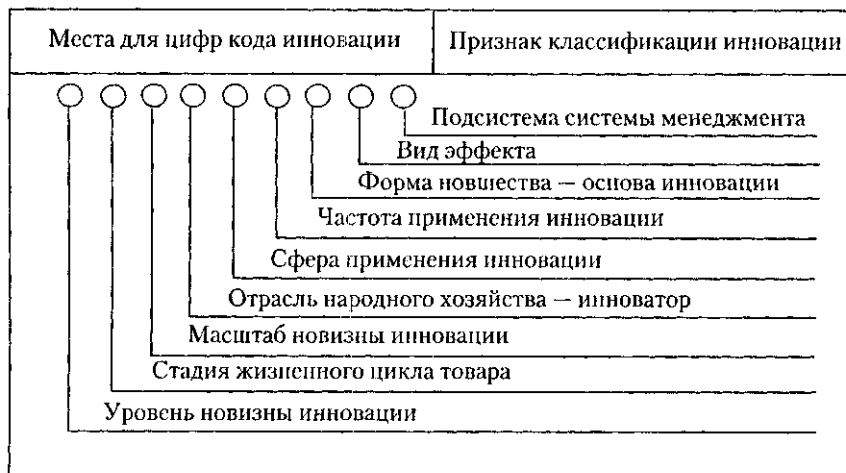 Места для цифр кода инновации
Признак классификации инновации
Подсистема системы менеджмента
Вид эффекта
Форма новшества — основа инновации
Частота применения инновации
Сфера применения инновации
Отрасль народного хозяйства — инноватор
Масштаб новизны инновации
Стадия жизненного цикла товара
Уровень новизны инновации